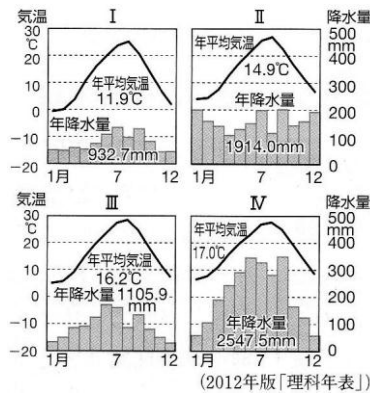 気温 Ⅰ Ⅱ 降水量
30 500
℃ mm
20 年平均気温 400
14.9℃
10 年平均気温 300
11.9℃ 年降水量
0 200
年降水量
-10 100
932.7mm 1914.0mm
-20 0
1月 7 12 1月 7 12
気温 Ⅲ Ⅳ 降水量
30 500
℃ 年平均気温 mm
20 400
年平均気温 17.0℃
10 16.2℃ 300
年降水量1105.9
0 mm 200
-10 年降水量 100
2547.5mm
-20 0
1月 7 12 1月 7 12
(2012年版「理科年表」)